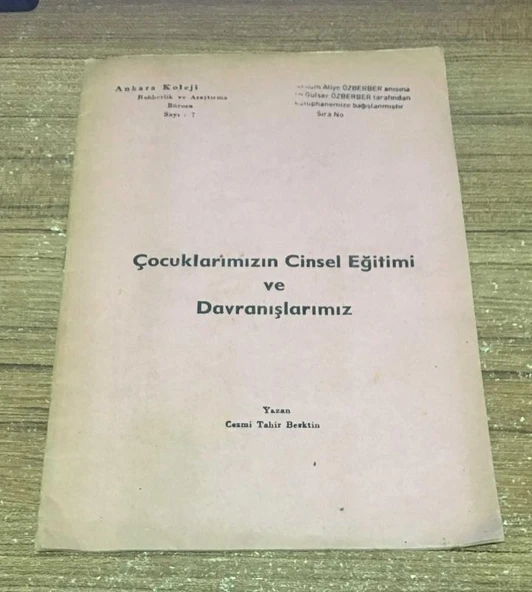 Ankara Koleji
Rehberlik ve Araştırma
Bürosu
Sayı : 7
Aliye ÖZBERBER anısına
Gülser ÖZBERBER tarafından
kütüphanemize bağışlanmıştır
Sıra No
Çocuklarımızın Cinsel Eğitimi
ve
Davranışlarımız
Yazan
Cezmi Tahir Berktin